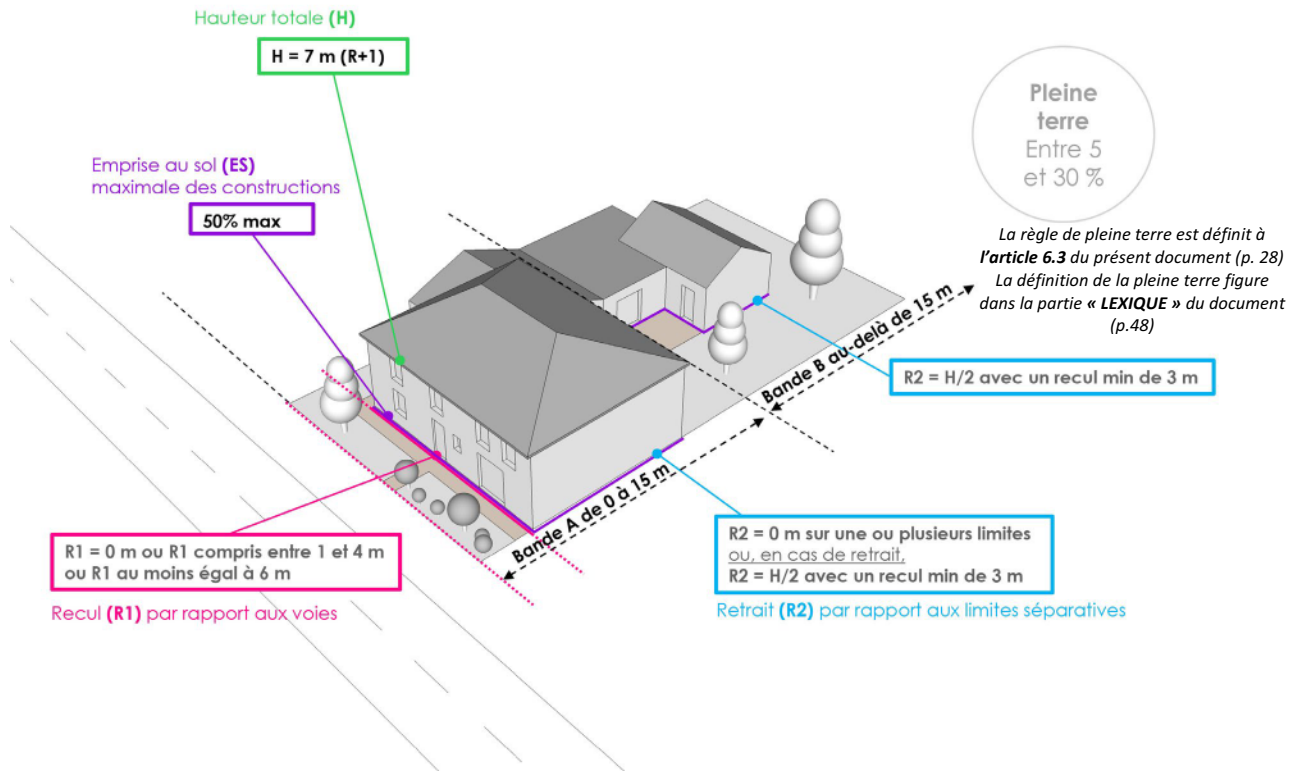 Hauteur totale (H)
H = 7 m (R+1)
Pleine
terre
Entre 5
et 30 %
Emprise au sol (ES)
maximale des constructions
50% max
La règle de pleine terre est définit à
l'article 6.3 du présent document (p. 28)
La définition de la pleine terre figure
dans la partie « LEXIQUE » du document
(p.48)
Bande B au-delà de 15 m
R2 = H/2 avec un recul min de 3 m
Bande A de 0 à 15 m
R1 = 0 m ou R1 compris entre 1 et 4 m
ou R1 au moins égal à 6 m
Recul (R1) par rapport aux voies
R2 = 0 m sur une ou plusieurs limites
ou, en cas de retrait,
R2 = H/2 avec un recul min de 3 m
Retrait (R2) par rapport aux limites séparatives